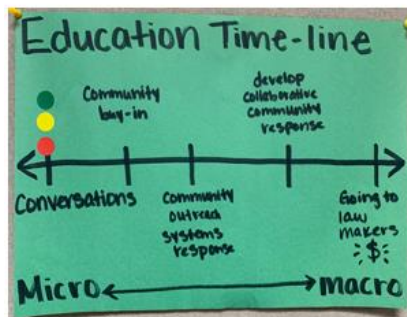 Education Time-line
Community
buy-in
develop
collaborative
community
response
Conversations
Community
outreach
systems
response
Going to
law
makers
$
Micro
macro